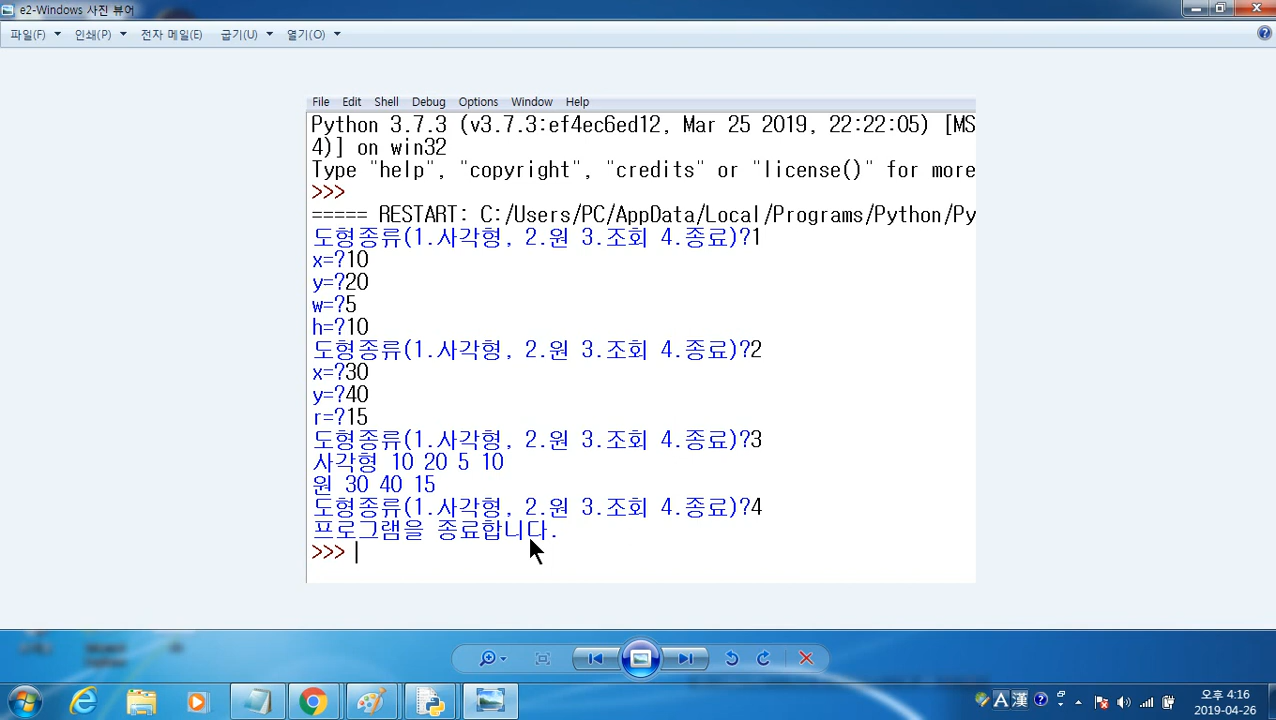 e2-Windows 사진 뷰어
파일(F) 인쇄(P) 전자 메일(E) 굽기(U) 열기(O)
File Edit Shell Debug Options Window Help
Python 3.7.3 (v3.7.3:ef4ec6ed12, Mar 25 2019, 22:22:05) [MS
4)] on win32
Type "help", "copyright", "credits" or "license()" for more
>>>
===== RESTART: C:/Users/PC/AppData/Local/Programs/Python/Py
도형종류(1.사각형, 2.원 3.조회 4.종료)?1
x=?10
y=?20
w=?5
h=?10
도형종류(1.사각형, 2.원 3.조회 4.종료)?2
x=?30
y=?40
r=?15
도형종류(1.사각형, 2.원 3.조회 4.종료)?3
사각형 10 20 5 10
원 30 40 15
도형종류(1.사각형, 2.원 3.조회 4.종료)?4
프로그램을 종료합니다.
>>>
A 漢
오후 4:16
2019-04-26